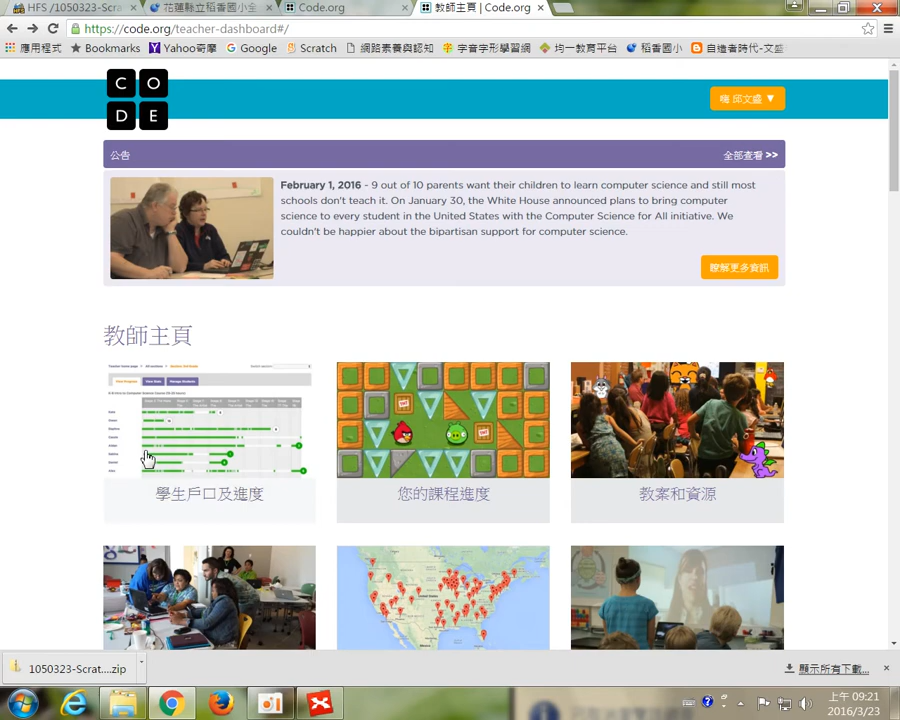 HFS /1050323-Scra
花蓮縣立稻香國小全
Code.org
教師主頁 | Code.org
https://code.org/teacher-dashboard#/
應用程式
Bookmarks
Yahoo奇摩
Google
Scratch
網路素養與認知
字音字形學習網
均一教育平台
稻香國小
自造者時代-文盛
C O
D E
嗨 邱文盛 ▼
公告
全部查看 >>
February 1, 2016 - 9 out of 10 parents want their children to learn computer science and still most
schools don't teach it. On January 30, the White House announced plans to bring computer
science to every student in the United States with the Computer Science for All initiative. We
couldn't be happier about the bipartisan support for computer science.
瞭解更多資訊
教師主頁
學生戶口及進度
您的課程進度
教案和資源
1050323-Scrat....zip
顯示所有下載...
上午 09:21
2016/3/23